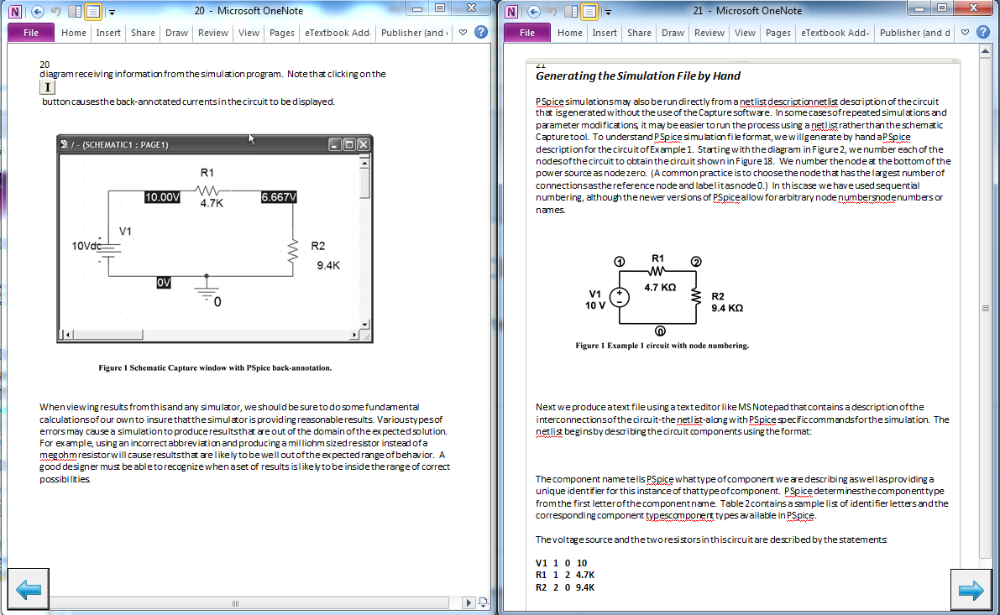 20 - Microsoft OneNote
File Home Insert Share Draw Review View Pages eTextbook Add- Publisher (and
20
diagram receiving information from the simulation program. Note that clicking on the
I
button causes the back-annotated currents in the circuit to be displayed.
/ - (SCHEMATIC1 : PAGE1)
R1
10.00V
4.7K
6.667V
V1
10Vdc
R2
9.4K
0V
0
Figure 1 Schematic Capture window with PSpice back-annotation.
When viewing results from this and any simulator, we should be sure to do some fundamental
calculations of our own to insure that the simulator is providing reasonable results. Various types of
errors may cause a simulation to produce results that are out of the domain of the expected solution.
For example, using an incorrect abbreviation and producing a milliohm sized resistor instead of a
megohm resistor will cause results that are likely to be well out of the expected range of behavior. A
good designer must be able to recognize when a set of results is likely to be inside the range of correct
possibilities.
21 - Microsoft OneNote
File Home Insert Share Draw Review View Pages eTextbook Add- Publisher (and d
21
Generating the Simulation File by Hand
PSpice simulations may also be run directly from a netlist descriptionnetlist description of the circuit
that is generated without the use of the Capture software. In some cases of repeated simulations and
parameter modifications, it may be easier to run the process using a netlist rather than the schematic
Capture tool. To understand PSpice simulation file format, we will generate by hand a PSpice
description for the circuit of Example 1. Starting with the diagram in Figure 2, we number each of the
nodes of the circuit to obtain the circuit shown in Figure 18. We number the node at the bottom of the
power source as node zero. (A common practice is to choose the node that has the largest number of
connections as the reference node and label it as node 0.) In this case we have used sequential
numbering, although the newer versions of PSpice allow for arbitrary node numbersnode numbers or
names.
1
R1
2
4.7 KΩ
V1
10 V
+
−
R2
9.4 KΩ
0
Figure 1 Example 1 circuit with node numbering.
Next we produce a text file using a text editor like MS Notepad that contains a description of the
interconnections of the circuit-the netlist-along with PSpice specific commands for the simulation. The
netlist begins by describing the circuit components using the format:
The component name tells PSpice what type of component we are describing as well as providing a
unique identifier for this instance of that type of component. PSpice determines the component type
from the first letter of the component name. Table 2 contains a sample list of identifier letters and the
corresponding component typescomponent types available in PSpice.
The voltage source and the two resistors in this circuit are described by the statements:
V1 1 0 10
R1 1 2 4.7K
R2 2 0 9.4K